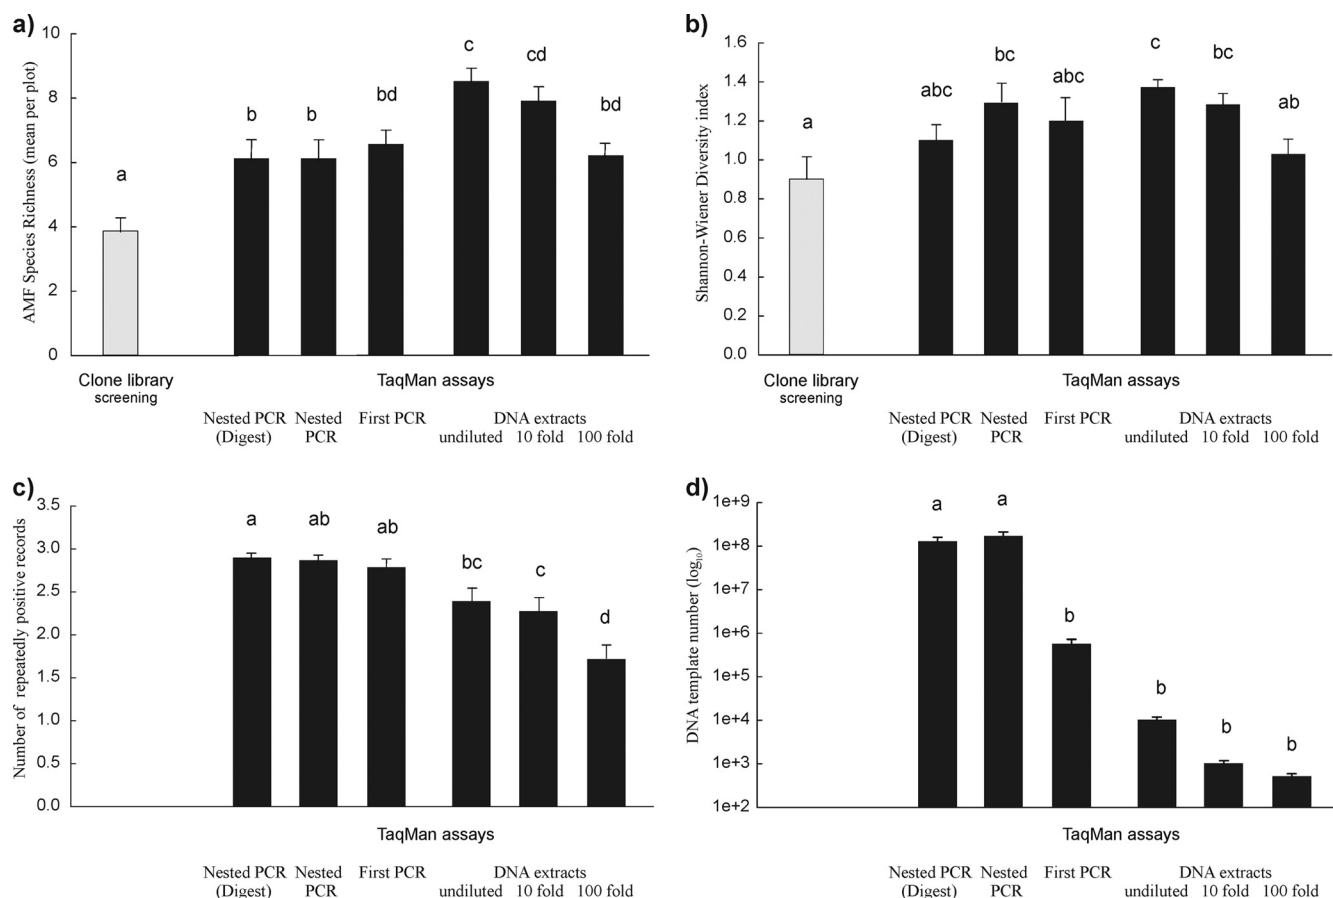 a)
AMF Species Richness (mean per plot)
10
8
6
4
2
0
a
b
b
bd
c
cd
bd
Clone library
screening
TaqMan assays
Nested PCR
(Digest)
Nested
PCR
First PCR
DNA extracts
undiluted 10 fold 100 fold
b)
Shannon-Wiener Diversity index
1.6
1.4
1.2
1.0
0.8
0.6
0.4
0.2
0.0
a
abc
bc
abc
c
bc
ab
Clone library
screening
TaqMan assays
Nested PCR
(Digest)
Nested
PCR
First PCR
DNA extracts
undiluted 10 fold 100 fold
c)
Number of repeatedly positive records
3.5
3.0
2.5
2.0
1.5
1.0
0.5
0.0
a
ab
ab
bc
c
d
TaqMan assays
Nested PCR
(Digest)
Nested
PCR
First PCR
DNA extracts
undiluted 10 fold 100 fold
d)
DNA template number (log10)
1e+9
1e+8
1e+7
1e+6
1e+5
1e+4
1e+3
1e+2
a
a
b
b
b
b
TaqMan assays
Nested PCR
(Digest)
Nested
PCR
First PCR
DNA extracts
undiluted 10 fold 100 fold